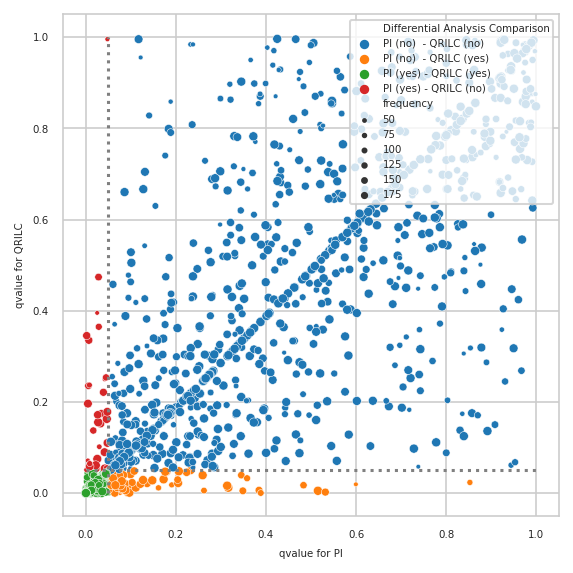 1.0
0.8
0.6
0.4
0.2
0.0
qvalue for QRILC
Differential Analysis Comparison
PI (no) - QRILC (no)
PI (no) - QRILC (yes)
PI (yes) - QRILC (yes)
PI (yes) - QRILC (no)
frequency
50
75
100
125
150
175
0.0 0.2 0.4 0.6 0.8 1.0
qvalue for PI